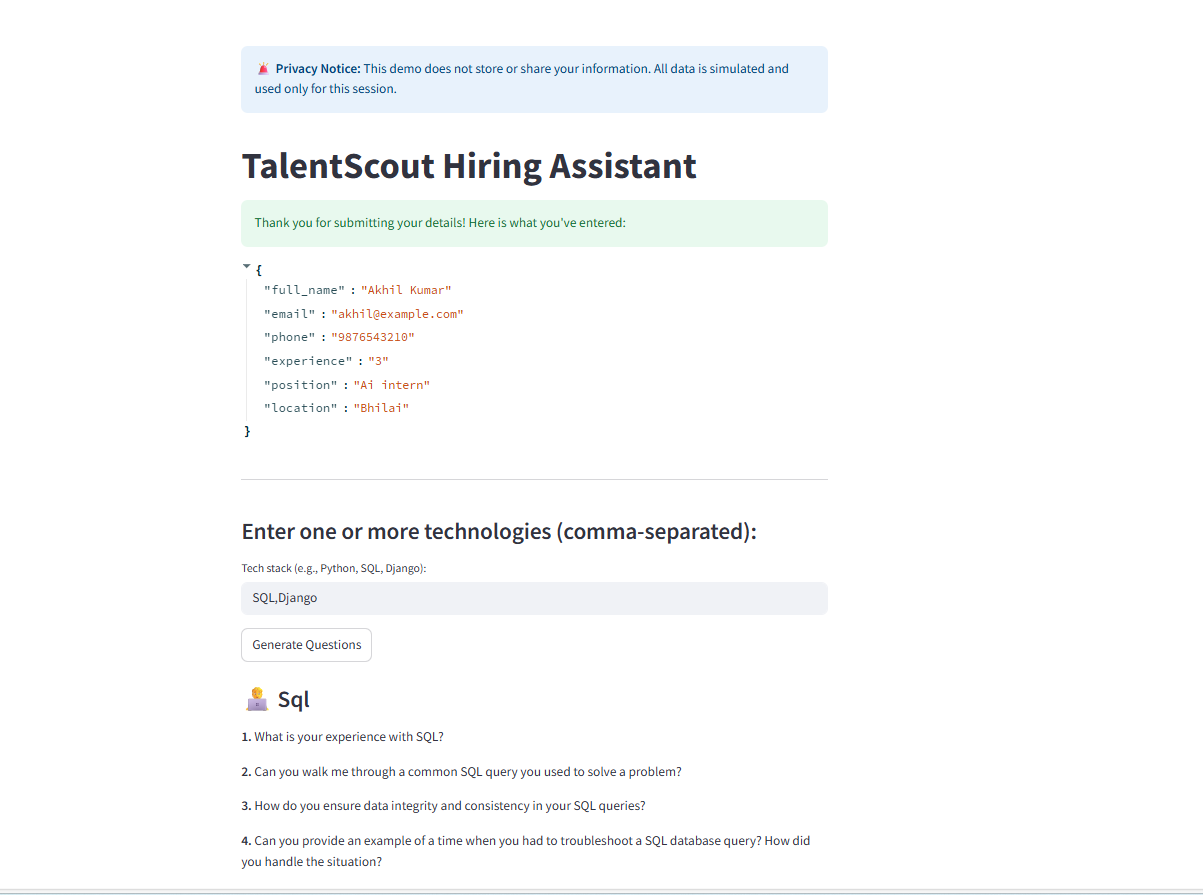 🚨 Privacy Notice: This demo does not store or share your information. All data is simulated and
used only for this session.
TalentScout Hiring Assistant
Thank you for submitting your details! Here is what you've entered:
{
"full_name" : "Akhil Kumar"
"email" : "akhil@example.com"
"phone" : "9876543210"
"experience" : "3"
"position" : "Ai intern"
"location" : "Bhilai"
}
Enter one or more technologies (comma-separated):
Tech stack (e.g., Python, SQL, Django):
SQL,Django
Generate Questions
🧑‍💻 Sql
1. What is your experience with SQL?
2. Can you walk me through a common SQL query you used to solve a problem?
3. How do you ensure data integrity and consistency in your SQL queries?
4. Can you provide an example of a time when you had to troubleshoot a SQL database query? How did
you handle the situation?